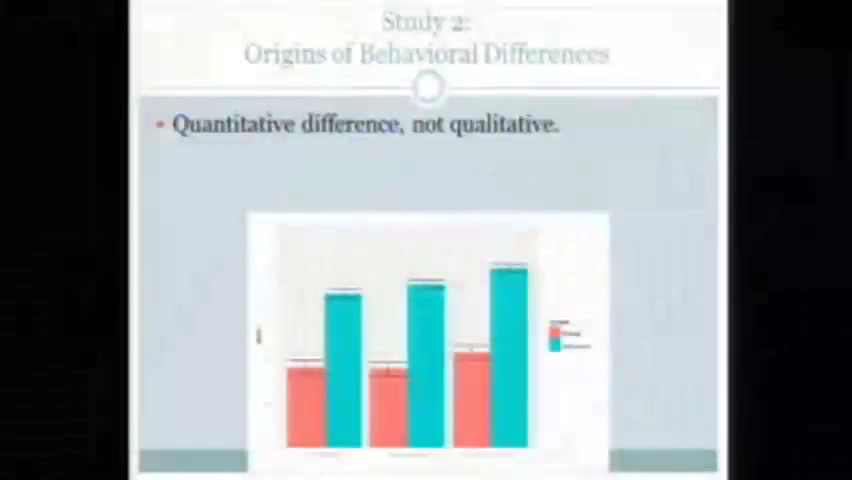 Study 2:
Origins of Behavioral Differences
• Quantitative difference, not qualitative.